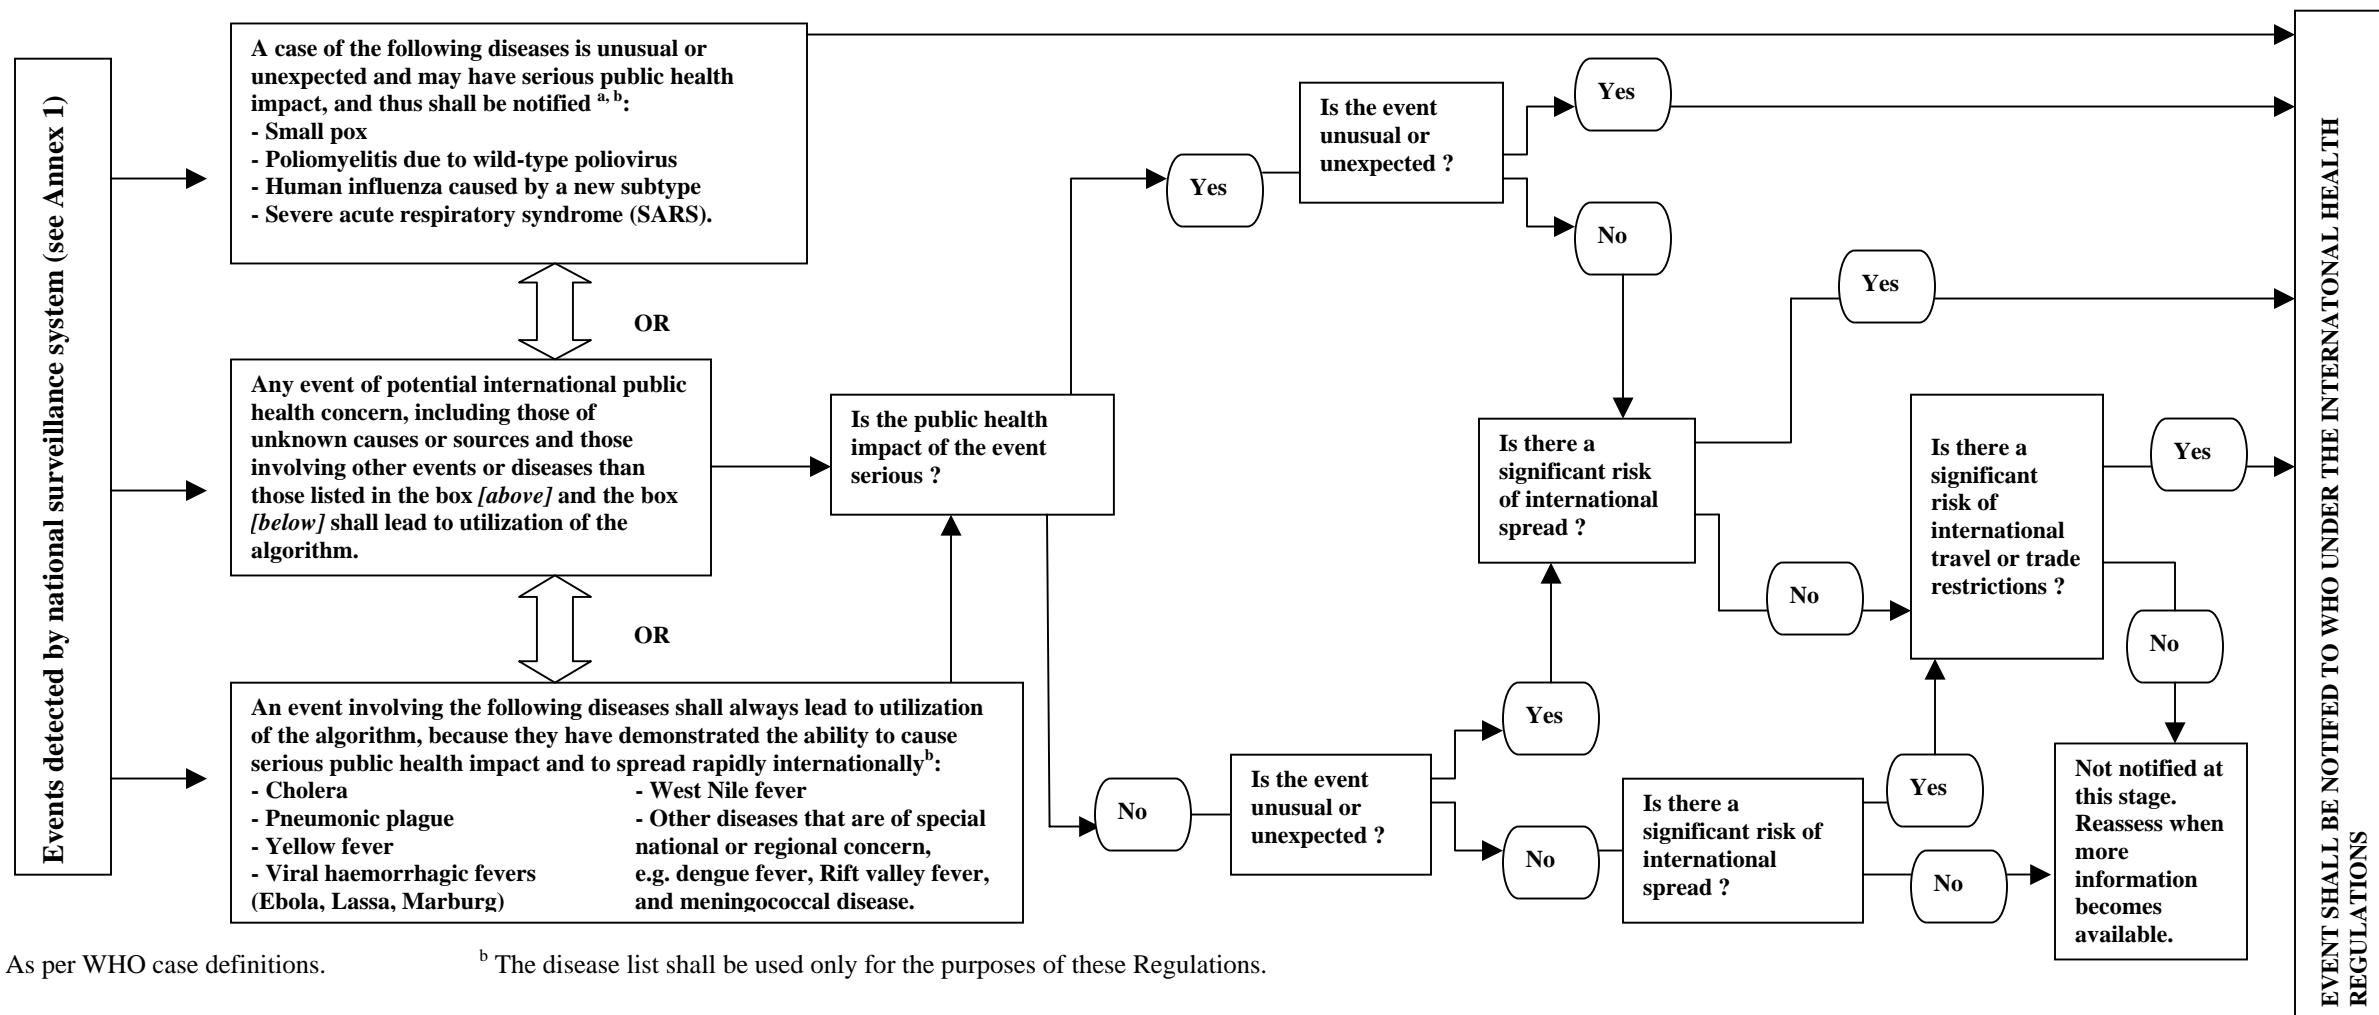 Events detected by national surveillance system (see Annex 1)
A case of the following diseases is unusual or
unexpected and may have serious public health
impact, and thus shall be notified a, b:
- Small pox
- Poliomyelitis due to wild-type poliovirus
- Human influenza caused by a new subtype
- Severe acute respiratory syndrome (SARS).
OR
Any event of potential international public
health concern, including those of
unknown causes or sources and those
involving other events or diseases than
those listed in the box [above] and the box
[below] shall lead to utilization of the
algorithm.
OR
An event involving the following diseases shall always lead to utilization
of the algorithm, because they have demonstrated the ability to cause
serious public health impact and to spread rapidly internationally b:
- Cholera
- Pneumonic plague
- Yellow fever
- Viral haemorrhagic fevers
(Ebola, Lassa, Marburg)
- West Nile fever
- Other diseases that are of special
national or regional concern,
e.g. dengue fever, Rift valley fever,
and meningococcal disease.
Is the public health
impact of the event
serious ?
Yes
Is the event
unusual or
unexpected ?
Yes
No
Is there a
significant risk
of international
spread ?
Yes
No
Is there a
significant
risk of
international
travel or trade
restrictions ?
Yes
No
No
Is the event
unusual or
unexpected ?
Yes
No
Is there a
significant risk of
international
spread ?
Yes
No
Not notified at
this stage.
Reassess when
more
information
becomes
available.
EVENT SHALL BE NOTIFED TO WHO UNDER THE INTERNATONAL HEALTH
REGULATIONS
As per WHO case definitions.
b The disease list shall be used only for the purposes of these Regulations.